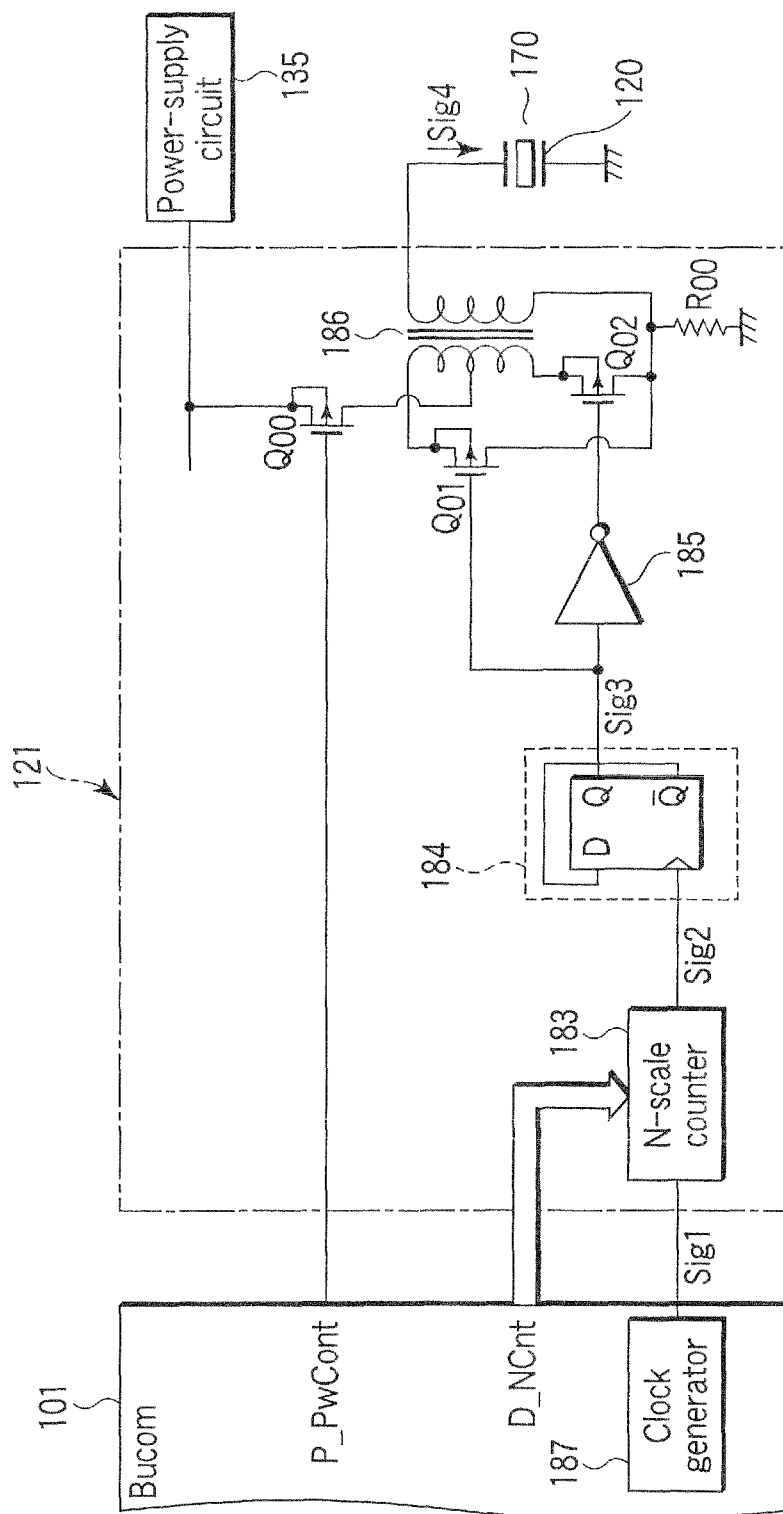 101
Bucom
P_PwCont
D_NCnt
187
Clock
generator
Sig1
183
N-scale
counter
Sig2
121
184
D
Q
Q̅
Sig3
185
Q00
Q01
Q02
186
R00
Power-supply
circuit
135
Sig4
170
120